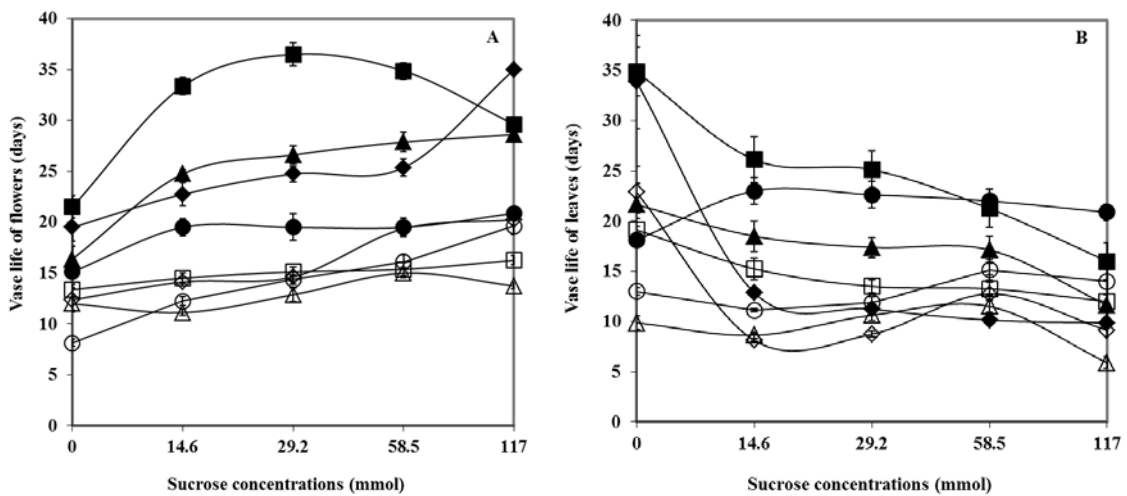 A
Vase life of flowers (days)
40
35
30
25
20
15
10
5
0
0 14.6 29.2 58.5 117
Sucrose concentrations (mmol)
B
Vase life of leaves (days)
40
35
30
25
20
15
10
5
0
0 14.6 29.2 58.5 117
Sucrose concentrations (mmol)